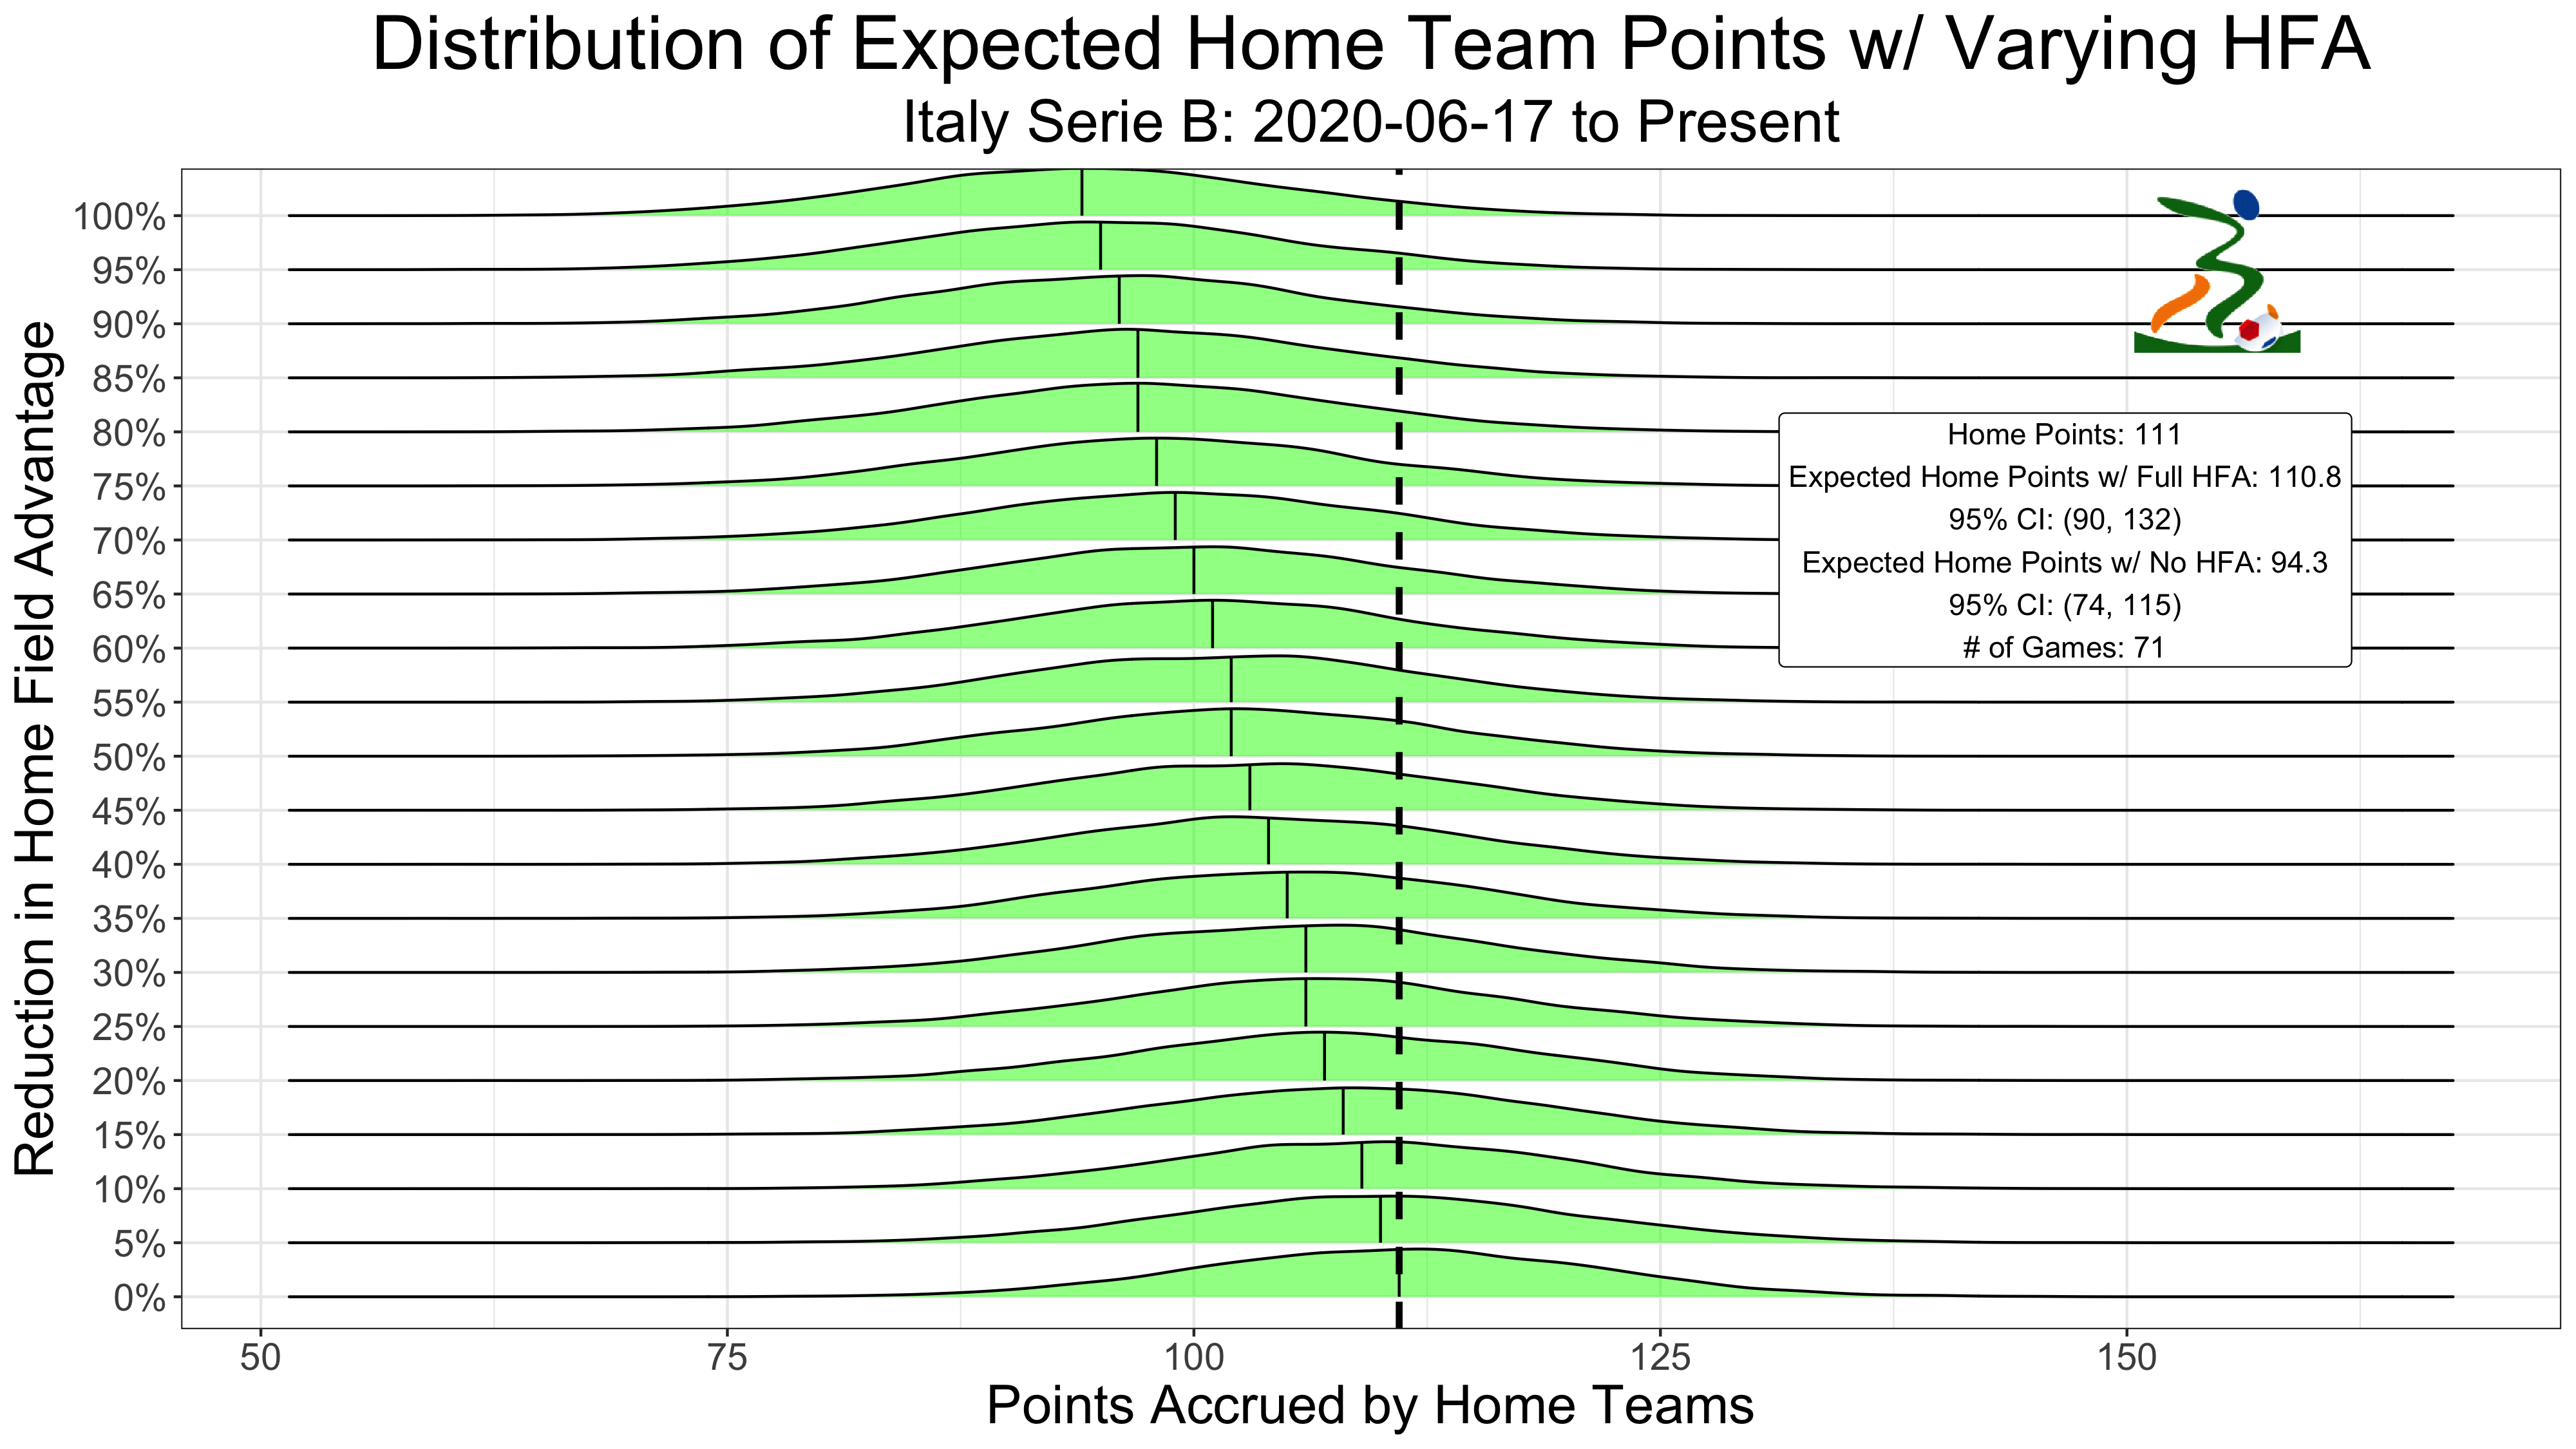 Distribution of Expected Home Team Points w/ Varying HFA
Italy Serie B: 2020-06-17 to Present
Reduction in Home Field Advantage
100%
95%
90%
85%
80%
75%
70%
65%
60%
55%
50%
45%
40%
35%
30%
25%
20%
15%
10%
5%
0%
Home Points: 111
Expected Home Points w/ Full HFA: 110.8
95% CI: (90, 132)
Expected Home Points w/ No HFA: 94.3
95% CI: (74, 115)
# of Games: 71
50 75 100 125 150
Points Accrued by Home Teams